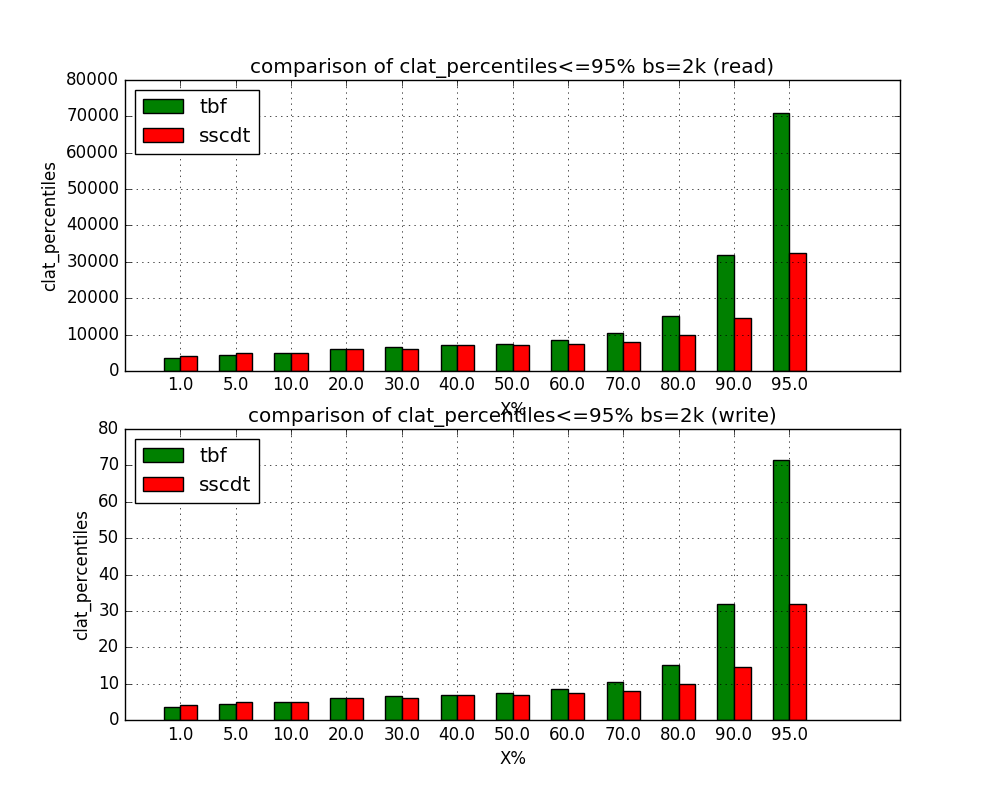 comparison of clat_percentiles<=95% bs=2k (read)
80000
70000
60000
50000
40000
30000
20000
10000
0
clat_percentiles
tbf
sscdt
1.0 5.0 10.0 20.0 30.0 40.0 50.0 60.0 70.0 80.0 90.0 95.0
X%
comparison of clat_percentiles<=95% bs=2k (write)
80
70
60
50
40
30
20
10
0
clat_percentiles
tbf
sscdt
1.0 5.0 10.0 20.0 30.0 40.0 50.0 60.0 70.0 80.0 90.0 95.0
X%